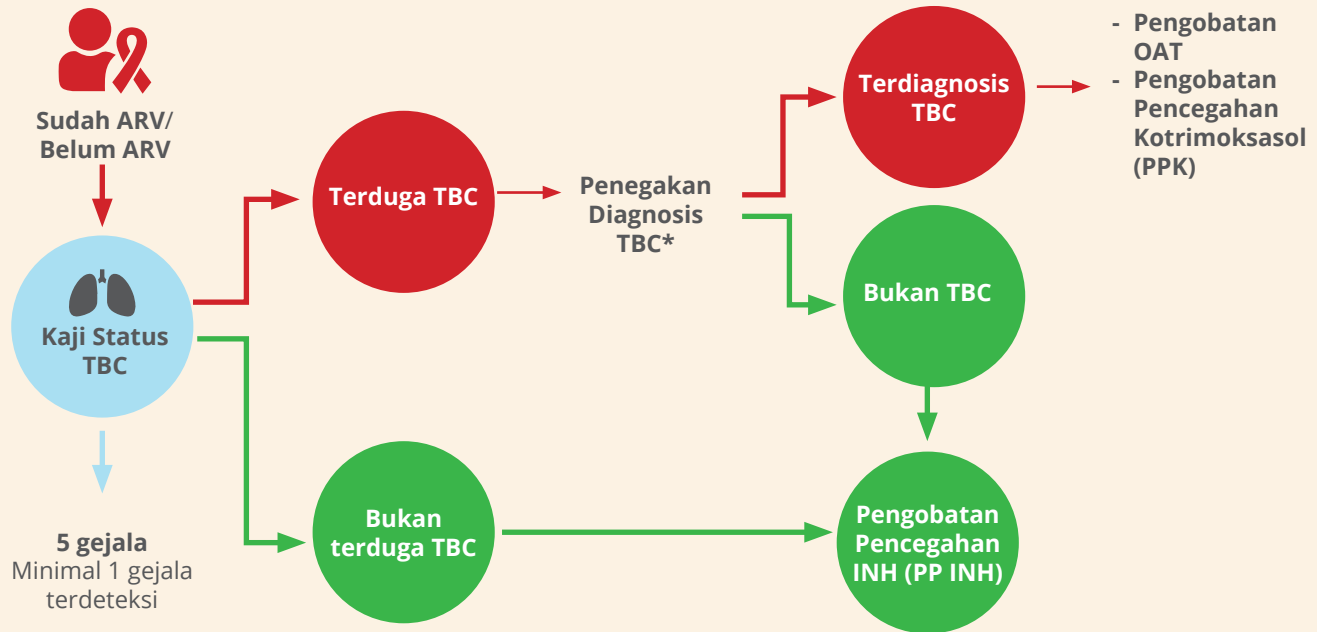 Sudah ARV/
Belum ARV
Kaji Status
TBC
5 gejala
Minimal 1 gejala
terdeteksi
Terduga TBC
Bukan
terduga TBC
Penegakan
Diagnosis
TBC*
Terdiagnosis
TBC
Bukan TBC
Pengobatan
Pencegahan
INH (PP INH)
- Pengobatan
OAT
- Pengobatan
Pencegahan
Kotrimoksasol
(PPK)